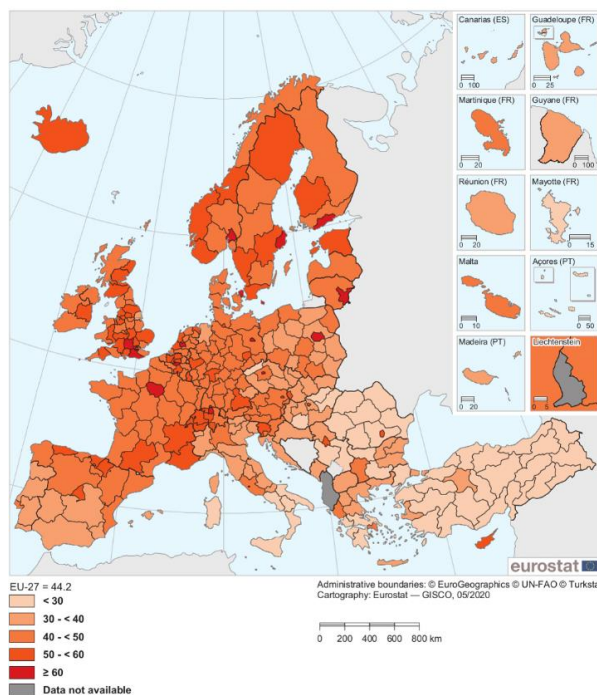 Canarias (ES)
0 100
Guadeloupe (FR)
0 25
Martinique (FR)
0 20
Guyane (FR)
0 100
Réunion (FR)
0 20
Mayotte (FR)
0 15
Malta
0 10
Açores (PT)
0 50
Madeira (PT)
0 20
Liechtenstein
0 5
eurostat
EU-27 = 44.2
< 30
30 - < 40
40 - < 50
50 - < 60
≥ 60
Data not available
Administrative boundaries: © EuroGeographics © UN-FAO © Turksta
Cartography: Eurostat — GISCO, 05/2020
0 200 400 600 800 km